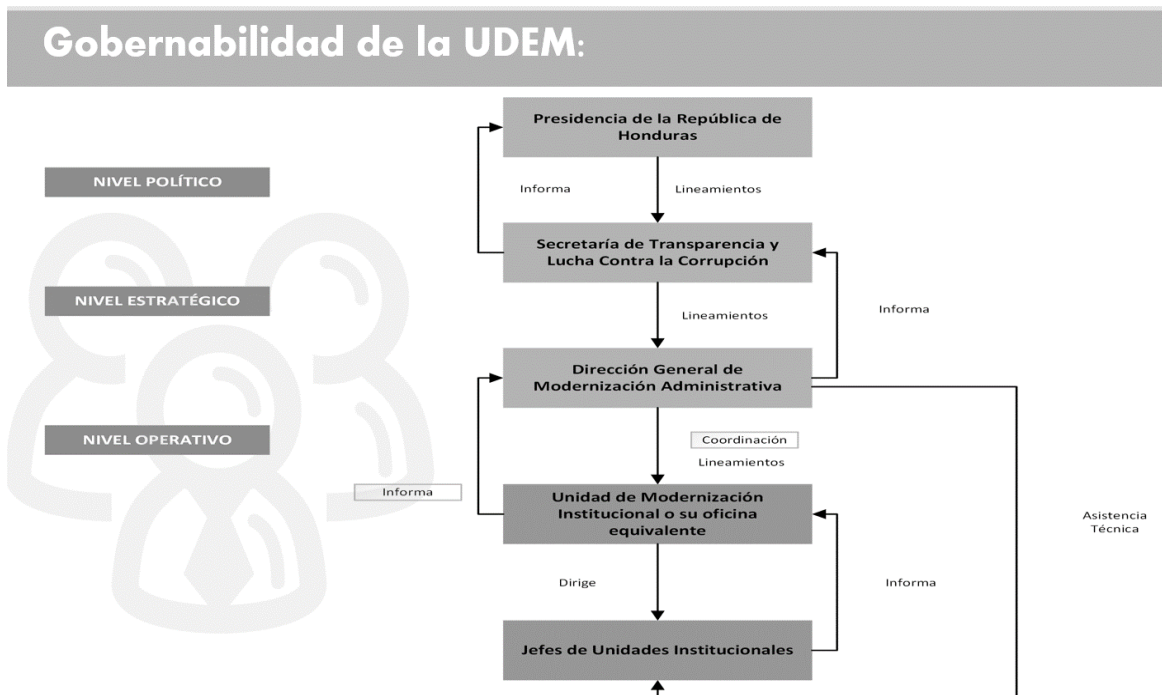 Gobernabilidad de la UDEM:
Presidencia de la República de
Honduras
NIVEL POLÍTICO
Informa
Lineamientos
Secretaría de Transparencia y
Lucha Contra la Corrupción
NIVEL ESTRATÉGICO
Lineamientos
Informa
Dirección General de
Modernización Administrativa
NIVEL OPERATIVO
Coordinación
Lineamientos
Informa
Unidad de Modernización
Institucional o su oficina
equivalente
Asistencia
Técnica
Dirige
Informa
Jefes de Unidades Institucionales